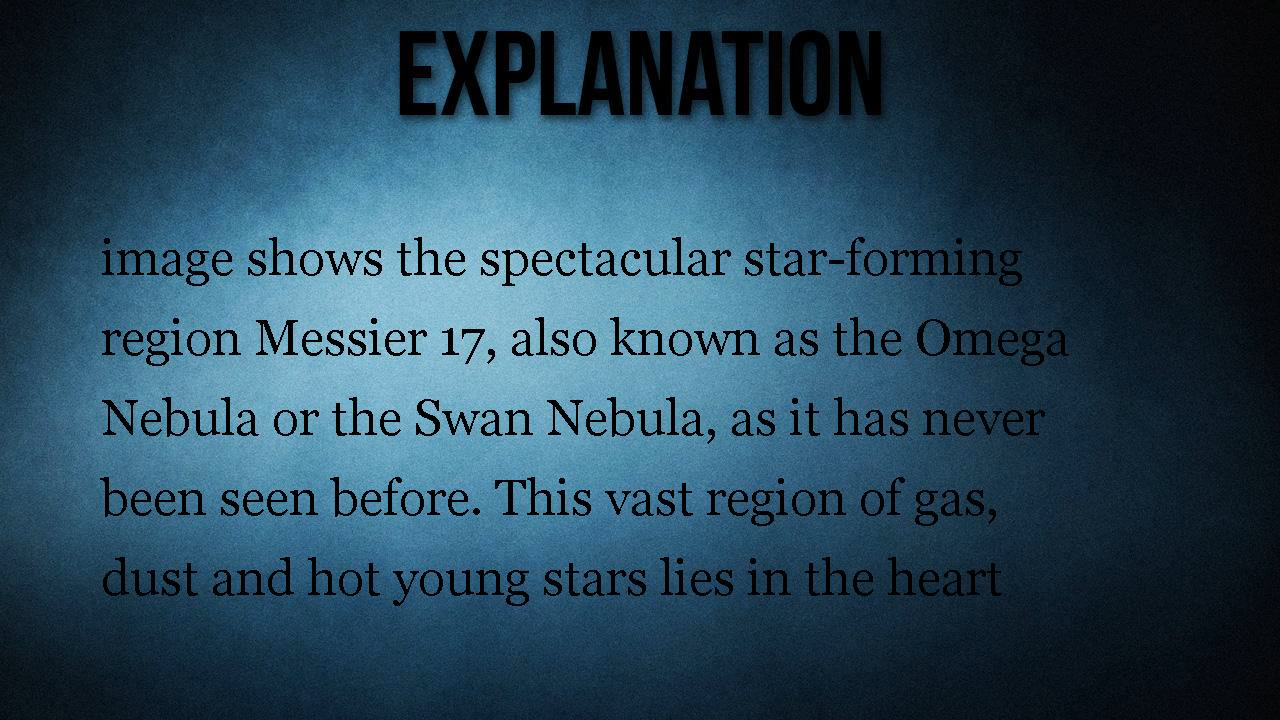 EXPLANATION
image shows the spectacular star-forming
region Messier 17, also known as the Omega
Nebula or the Swan Nebula, as it has never
been seen before. This vast region of gas,
dust and hot young stars lies in the heart